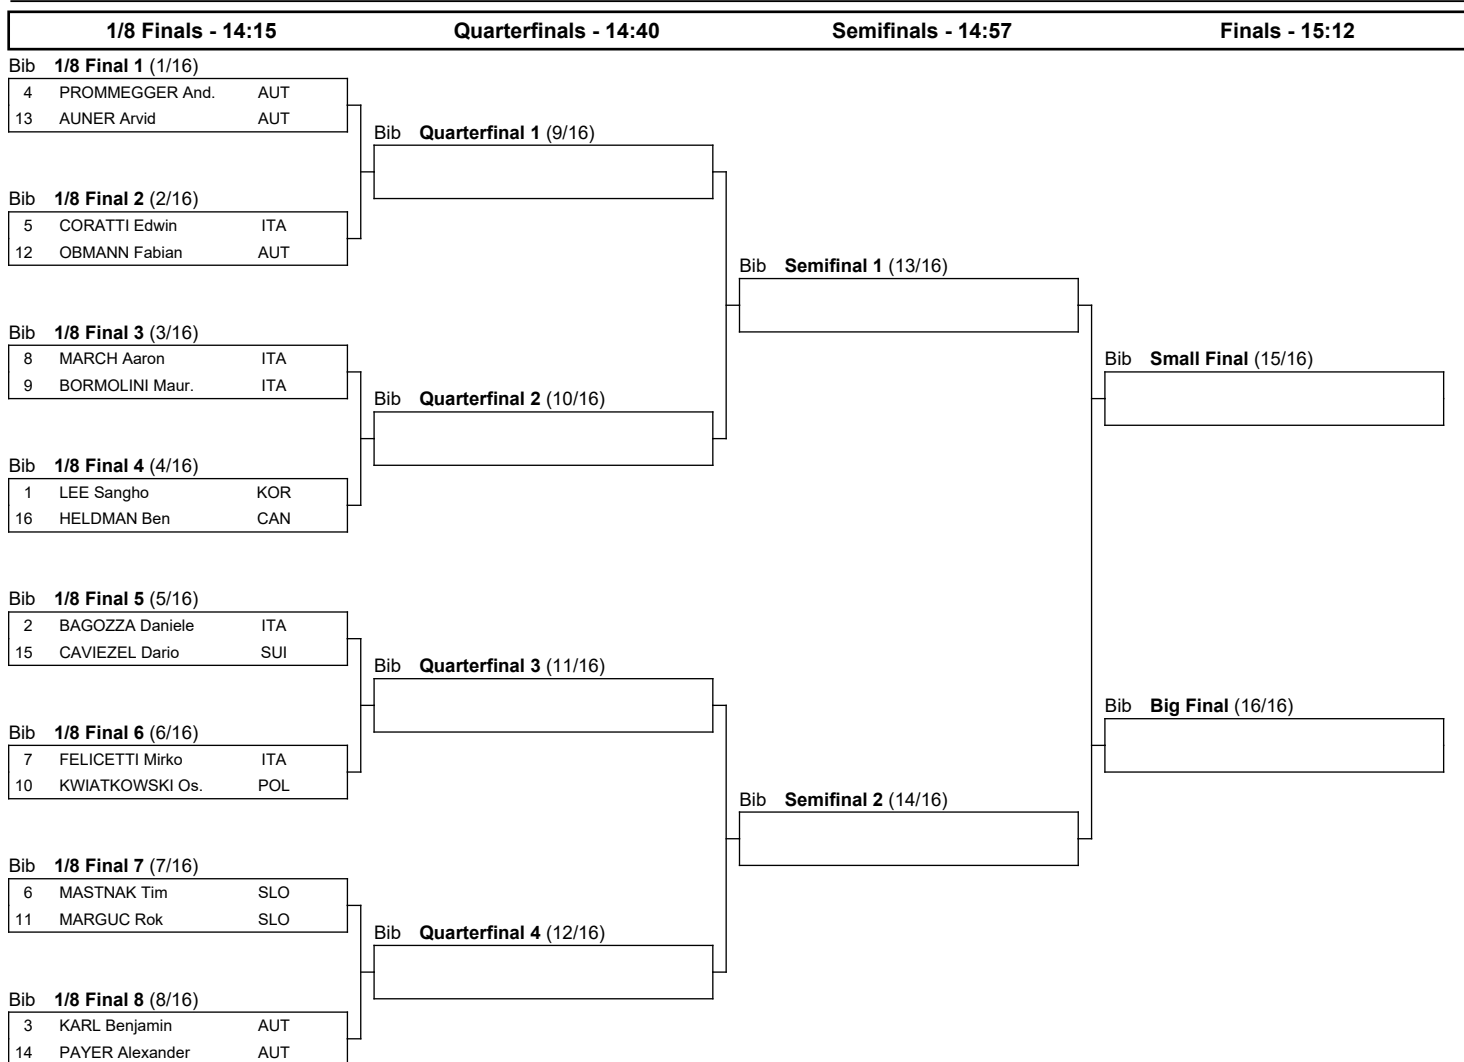 1/8 Finals - 14:15 Quarterfinals - 14:40 Semifinals - 14:57 Finals - 15:12
Bib 1/8 Final 1 (1/16)
4 PROMMEGGER And. AUT
13 AUNER Arvid AUT
Bib Quarterfinal 1 (9/16)
Bib 1/8 Final 2 (2/16)
5 CORATTI Edwin ITA
12 OBMANN Fabian AUT
Bib Semifinal 1 (13/16)
Bib 1/8 Final 3 (3/16)
8 MARCH Aaron ITA
Bib Small Final (15/16)
9 BORMOLINI Maur. ITA
Bib Quarterfinal 2 (10/16)
Bib 1/8 Final 4 (4/16)
1 LEE Sangho KOR
16 HELDMAN Ben CAN
Bib 1/8 Final 5 (5/16)
2 BAGOZZA Daniele ITA
15 CAVIEZEL Dario SUI
Bib Quarterfinal 3 (11/16)
Bib Big Final (16/16)
Bib 1/8 Final 6 (6/16)
7 FELICETTI Mirko ITA
10 KWIATKOWSKI Os. POL
Bib Semifinal 2 (14/16)
Bib 1/8 Final 7 (7/16)
6 MASTNAK Tim SLO
11 MARGUC Rok SLO
Bib Quarterfinal 4 (12/16)
Bib 1/8 Final 8 (8/16)
3 KARL Benjamin AUT
14 PAYER Alexander AUT